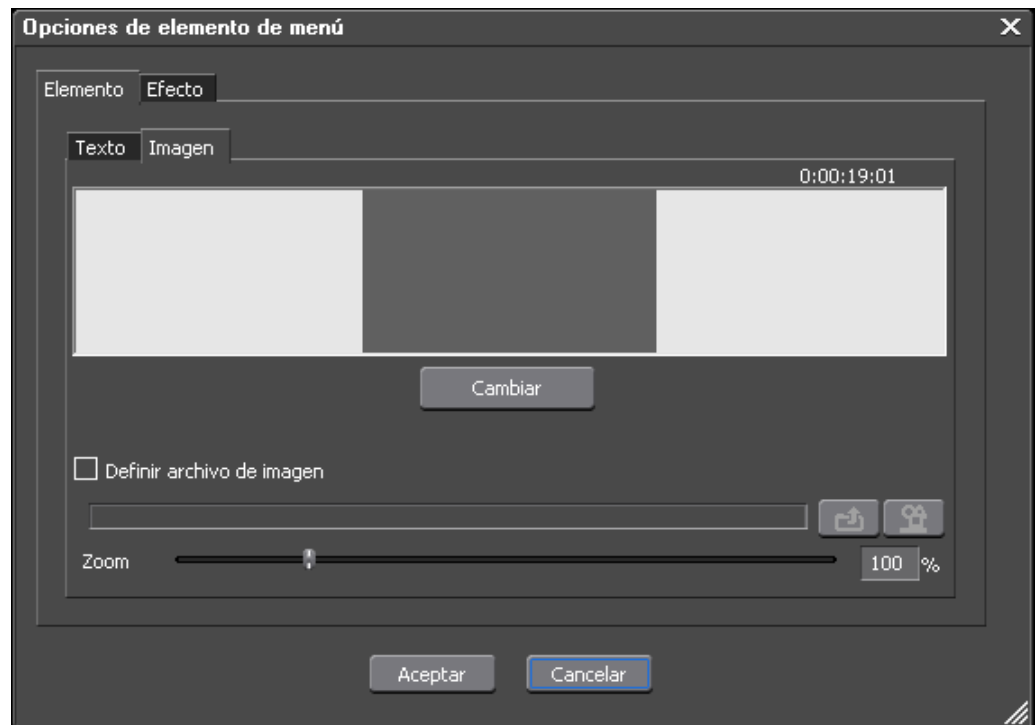 Opciones de elemento de menú
Elemento Efecto
Texto Imagen
0:00:19:01
Cambiar
Definir archivo de imagen
Zoom 100 %
Aceptar Cancelar